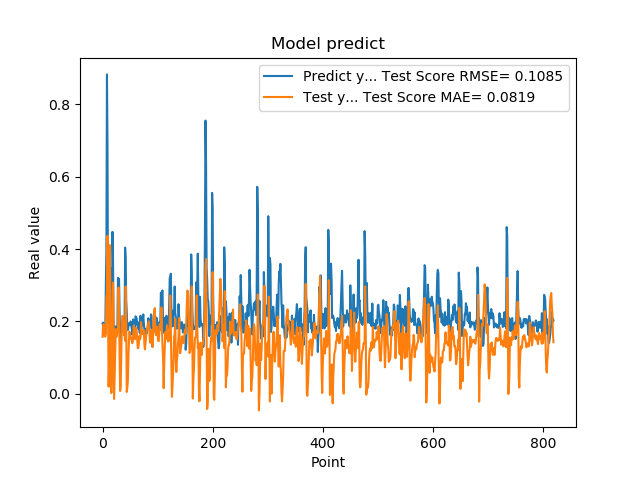 Model predict
Predict y... Test Score RMSE= 0.1085
Test y... Test Score MAE= 0.0819
Real value
0.8
0.6
0.4
0.2
0.0
0 200 400 600 800
Point